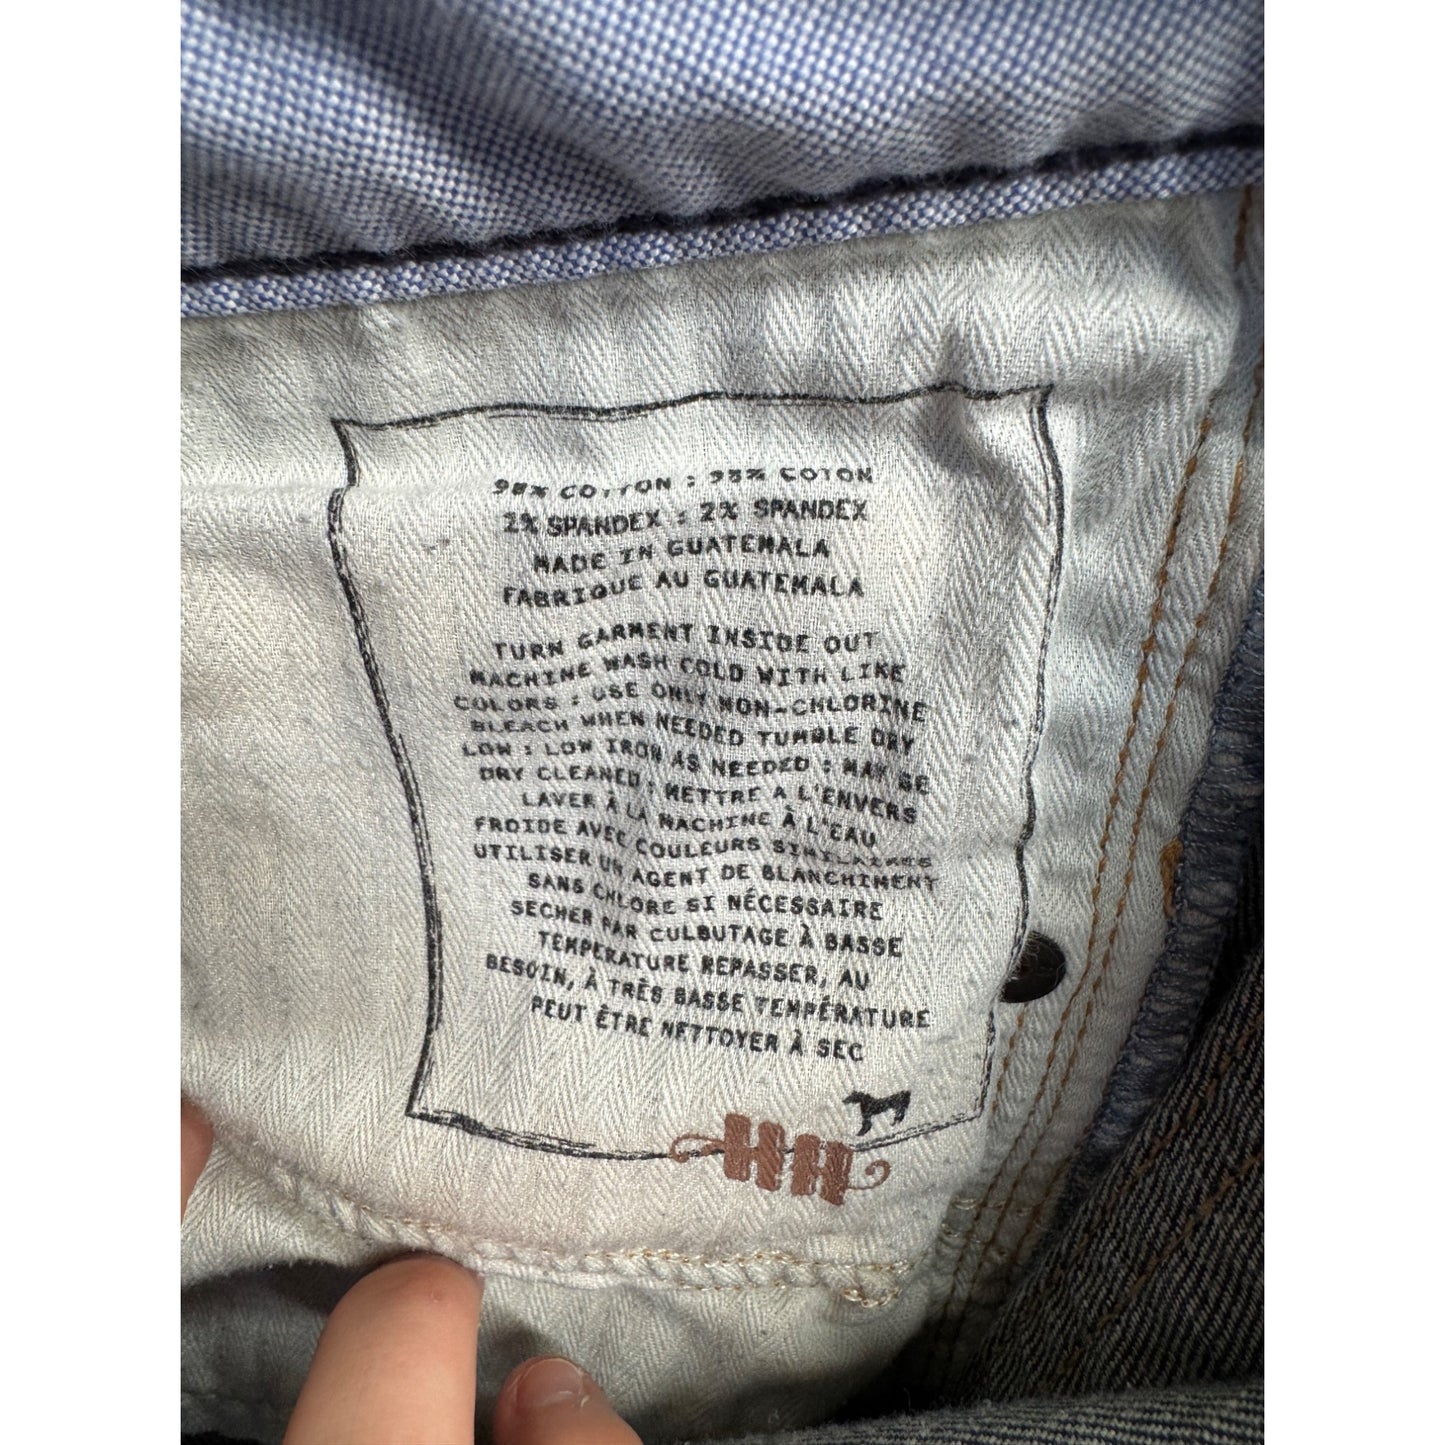 98% COTTON : 98% COTON
2% SPANDEX : 2% SPANDEX
MADE IN GUATEMALA
FABRIQUE AU GUATEMALA
TURN GARMENT INSIDE OUT
MACHINE WASH COLD WITH LIKE
COLORS : USE ONLY NON-CHLORINE
BLEACH WHEN NEEDED TUMBLE DRY
LOW : LOW IRON AS NEEDED : MAY BE
DRY CLEANED : METTRE A L'ENVERS
LAVER À LA MACHINE À L'EAU
FROIDE AVEC COULEURS SIMILAIRES
UTILISER UN AGENT DE BLANCHIMENT
SANS CHLORE SI NÉCESSAIRE
SECHER PAR CULBUTAGE À BASSE
TEMPERATURE REPASSER, AU
BESOIN, À TRÈS BASSE TEMPÉRATURE
PEUT ÊTRE NETTOYER À SEC
HH